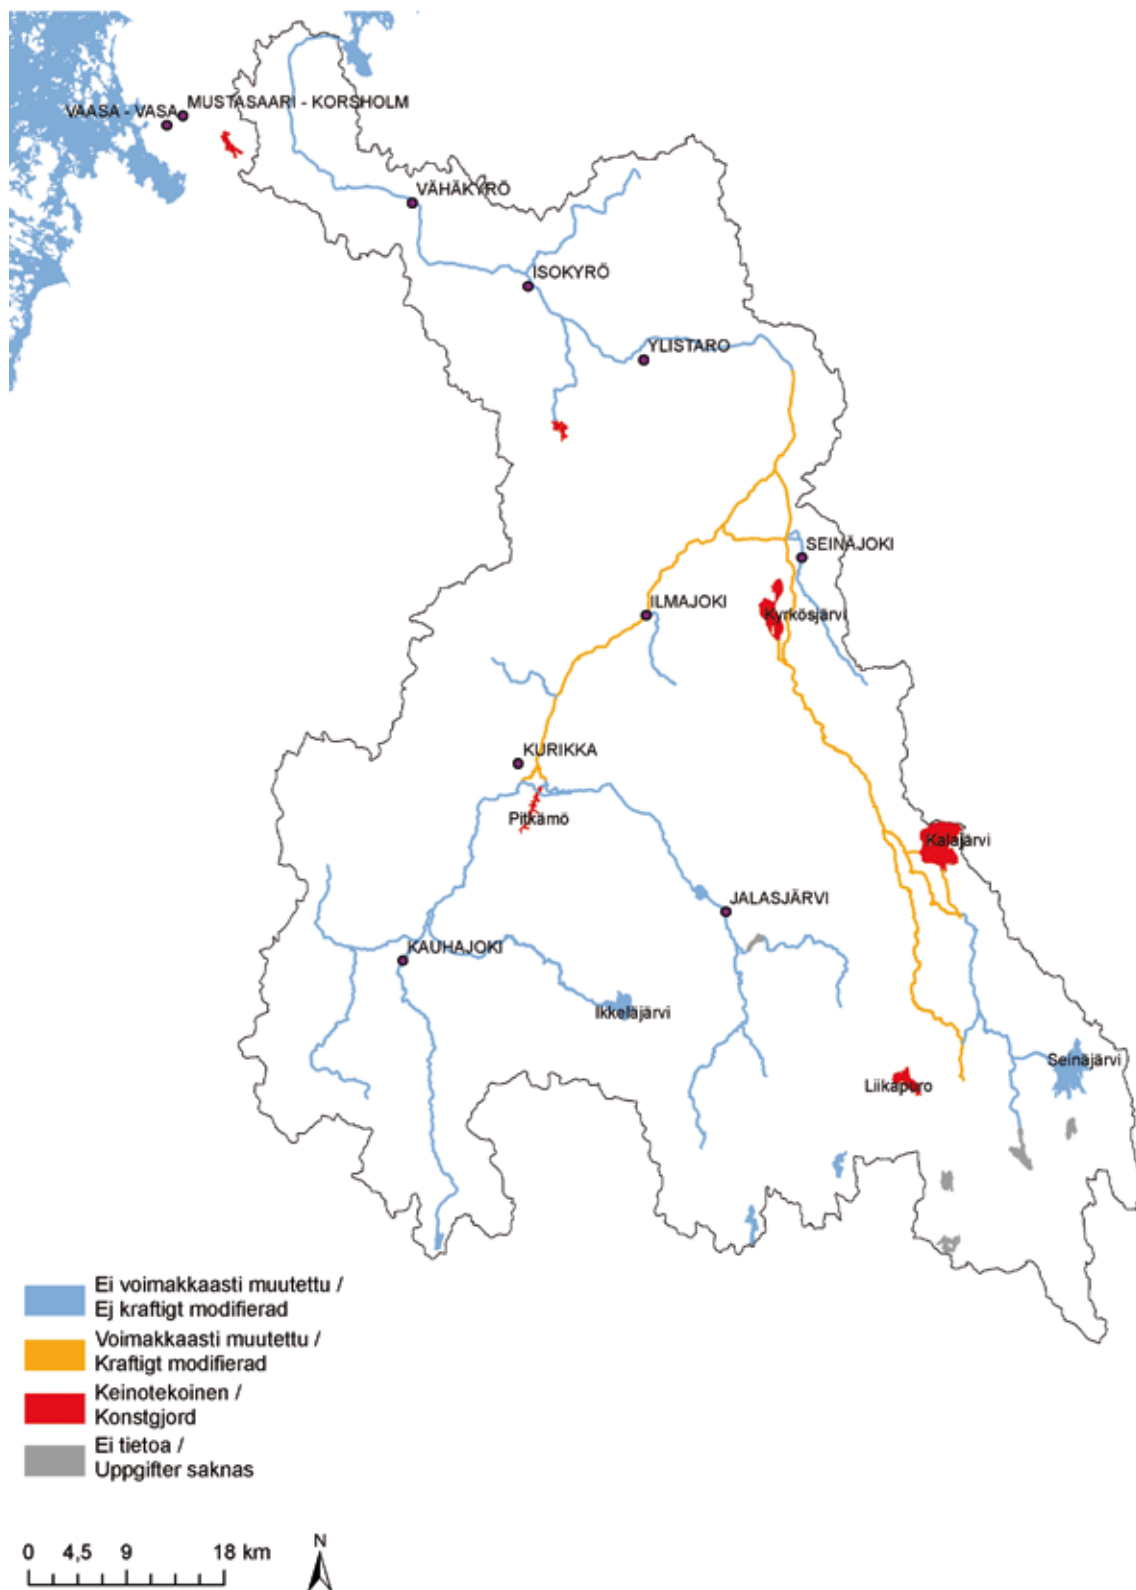 MUSTASAARI - KORSHOLM
VAASA - VASA
VÄHÄKYRÖ
ISOKYRÖ
YLISTARO
SEINÄJOKI
ILMAJOKI
Kyrkösjärvi
KURIKKA
Pitkämö
Kalajärvi
JALASJÄRVI
KAUHAJOKI
Ikkeläjärvi
Seinäjärvi
Liikapuro
Ei voimakkaasti muutettu /
Ej kraftigt modifierad
Voimakkaasti muutettu /
Kraftigt modifierad
Keinotekoinen /
Konstgjord
Ei tietoa /
Uppgifter saknas
N
0 4,5 9 18 km